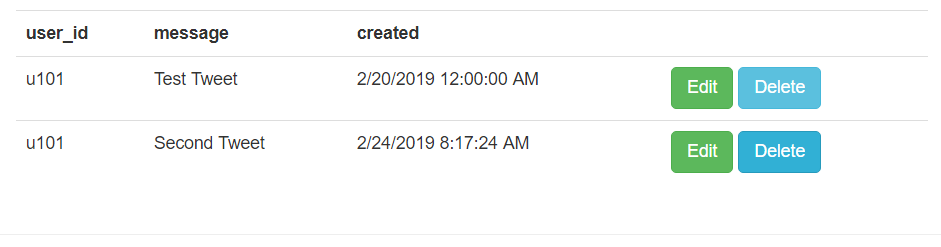 user_id message created
u101 Test Tweet 2/20/2019 12:00:00 AM Edit Delete
u101 Second Tweet 2/24/2019 8:17:24 AM Edit Delete